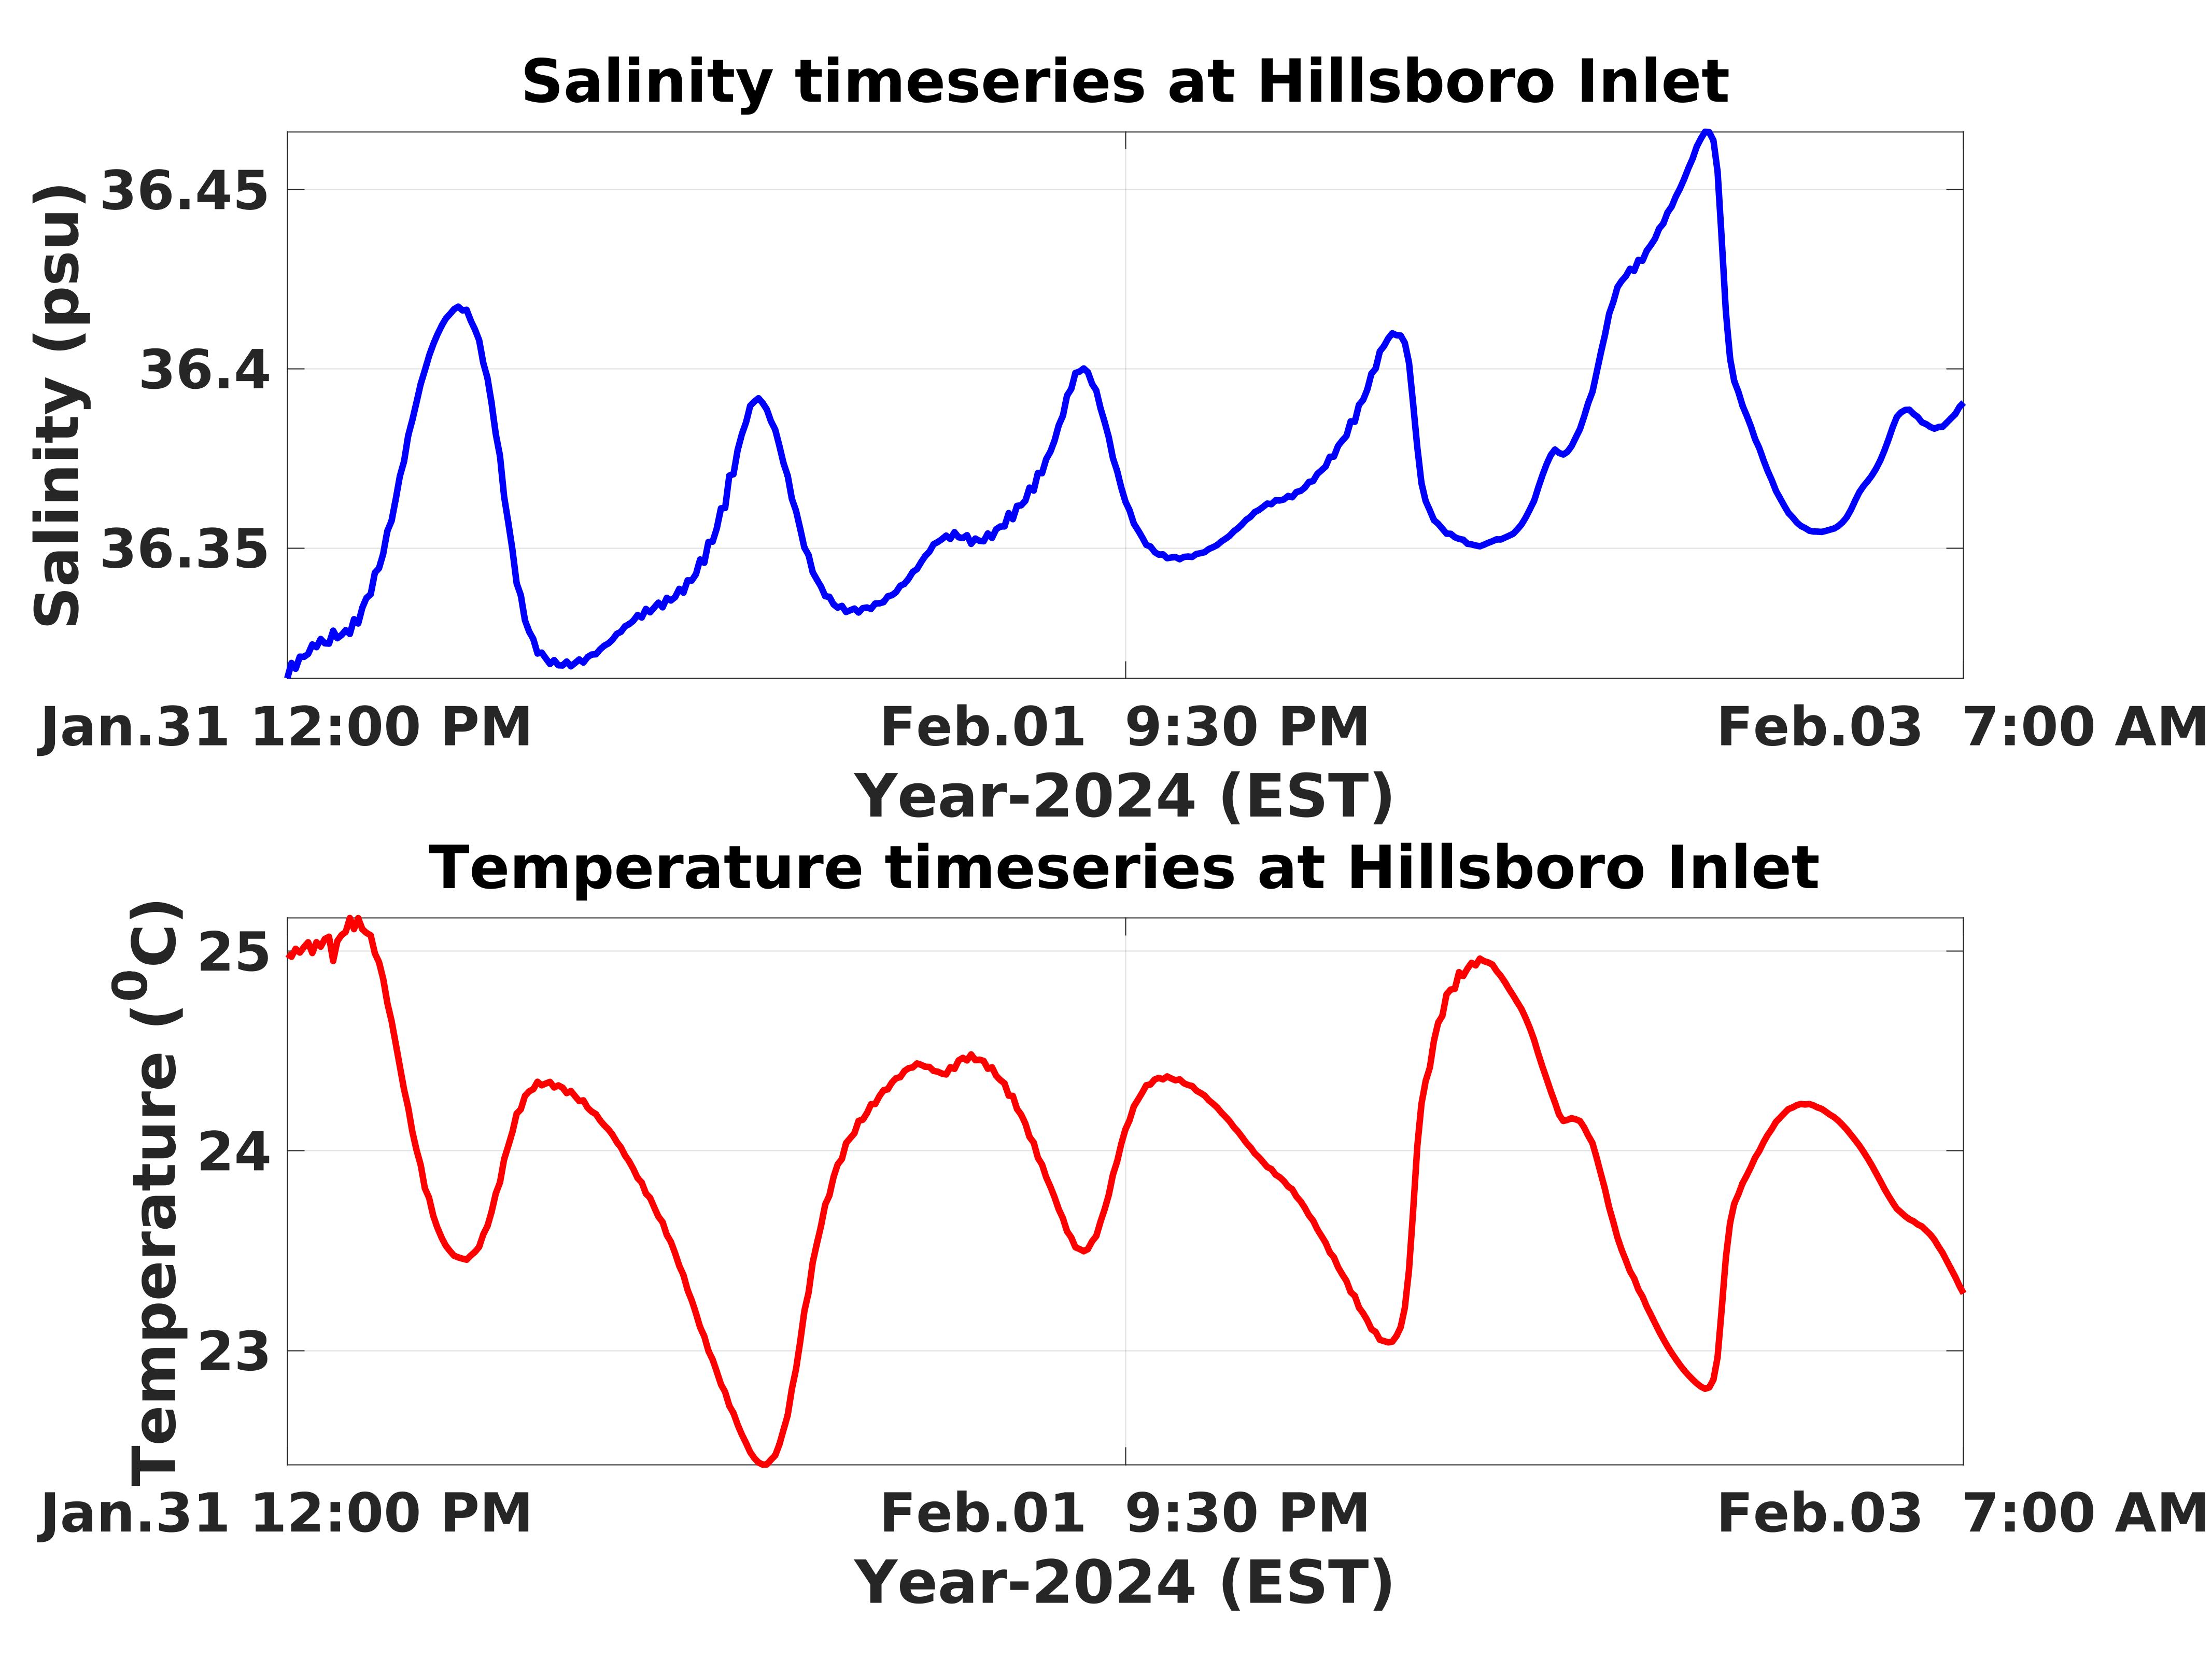 Salinity timeseries at Hillsboro Inlet
Salinity (psu)
36.45
36.4
36.35
Jan.31 12:00 PM
Feb.01  9:30 PM
Feb.03  7:00 AM
Year-2024 (EST)
Temperature timeseries at Hillsboro Inlet
Temperature (⁰C)
25
24
23
Jan.31 12:00 PM
Feb.01  9:30 PM
Feb.03  7:00 AM
Year-2024 (EST)